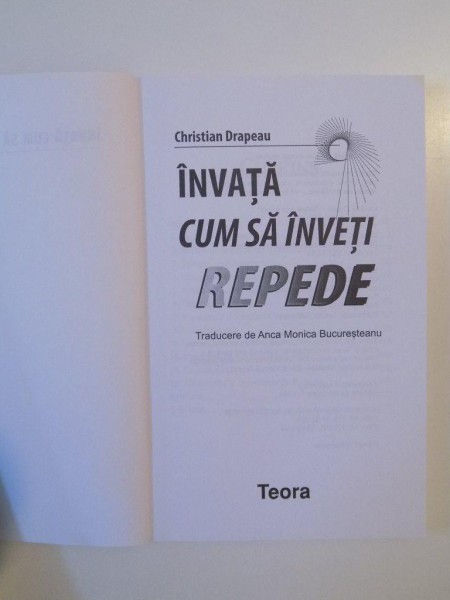 Christian Drapeau
ÎNVAȚĂ
CUM SĂ ÎNVEȚI
REPEDE
Traducere de Anca Monica Bucureșteanu
Teora